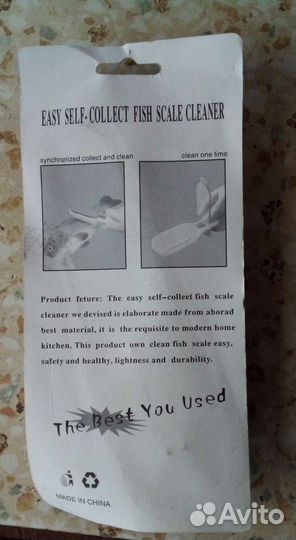 EASY SELF-COLLECT FISH SCALE CLEANER
synchronized collect and clean
clean one time
Product feture: The easy self-colleet fish scale
cleaner we devised is elaborate made from aborad
best material, it is the requisite to modern home
kitchen. This product own clean fish scale easy,
safety and healthy, lightness and durability.
The Best You Used
MADE IN CHINA
Avito